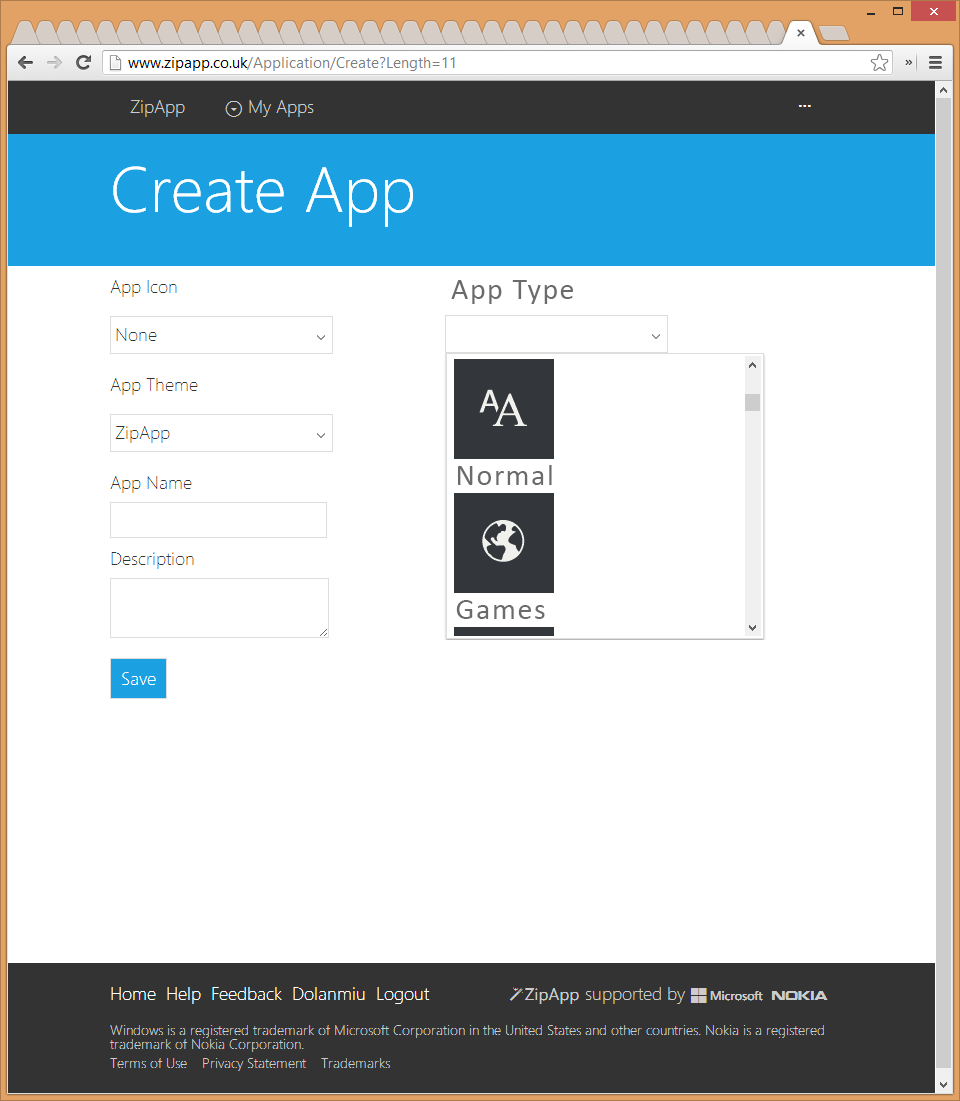 www.zipapp.co.uk/Application/Create?Length=11
ZipApp My Apps ...
Create App
App Icon
None
App Theme
ZipApp
App Name
Description
Save
App Type
AA
Normal
Games
Home Help Feedback Dolanmiu Logout
ZipApp supported by Microsoft NOKIA
Windows is a registered trademark of Microsoft Corporation in the United States and other countries. Nokia is a registered
trademark of Nokia Corporation.
Terms of Use Privacy Statement Trademarks